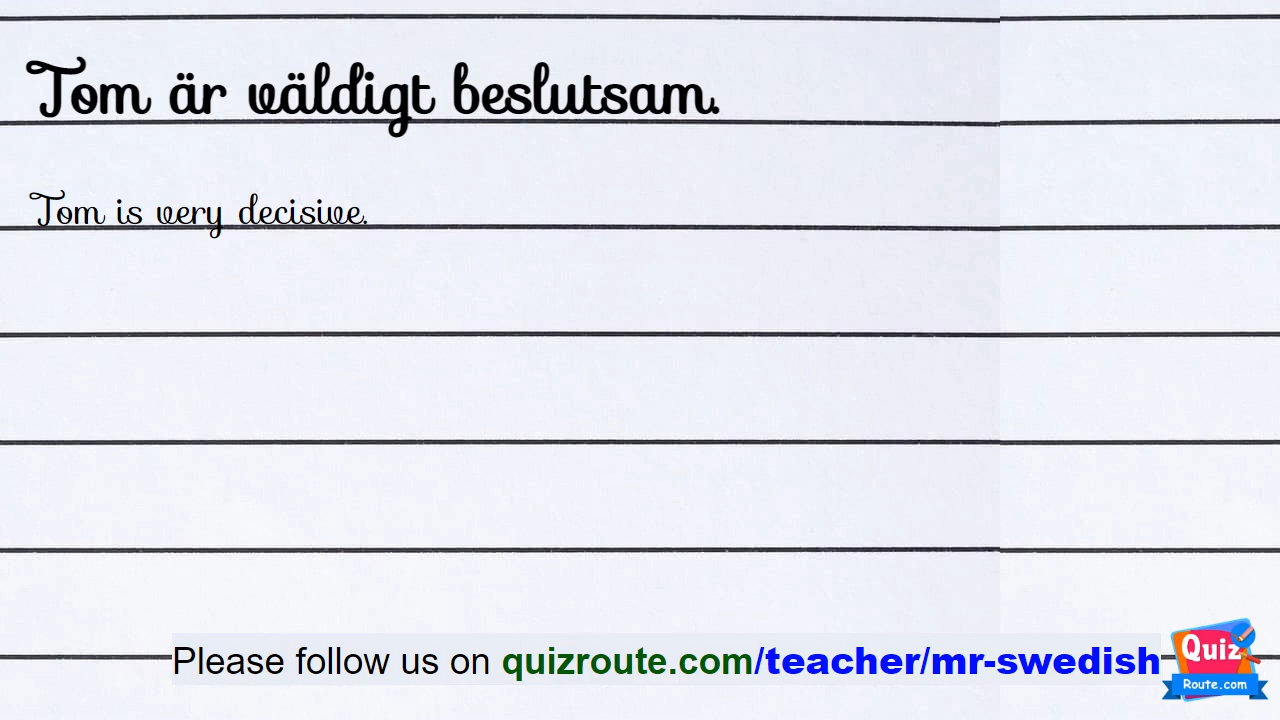 Tom är väldigt beslutsam.
Tom is very decisive.
Please follow us on quizroute.com/teacher/mr-swedish
Quiz
Route.com